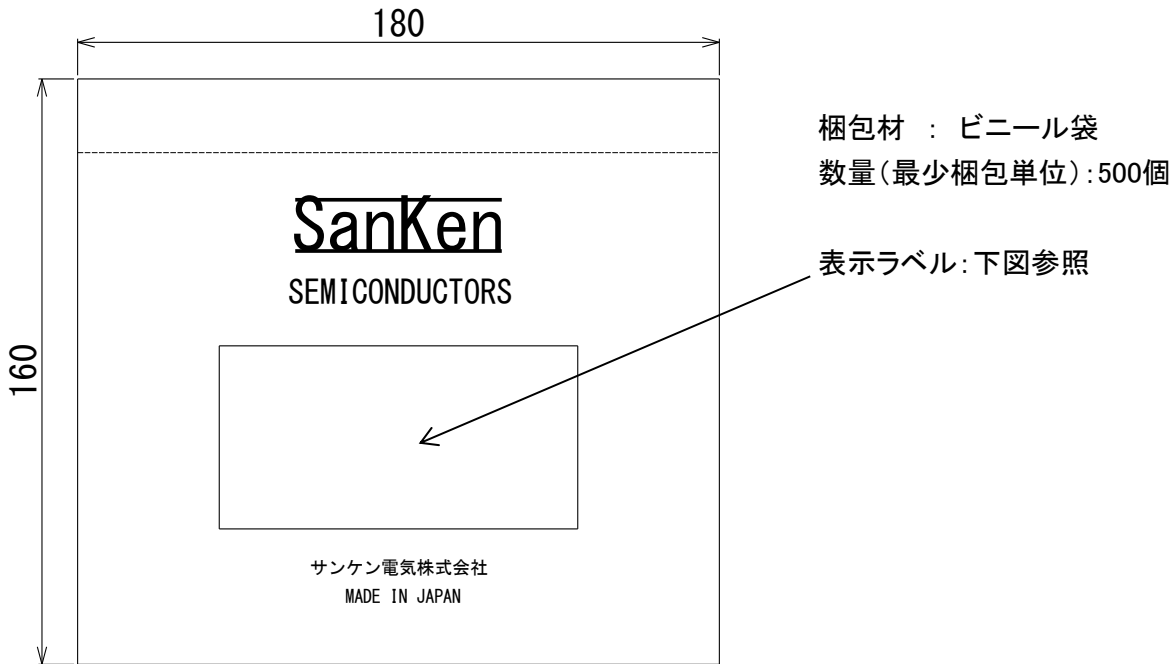 180
梱包材 : ビニール袋
数量(最少梱包単位):500個
SanKen
表示ラベル:下図参照
SEMICONDUCTORS
160
サンケン電気株式会社
MADE IN JAPAN